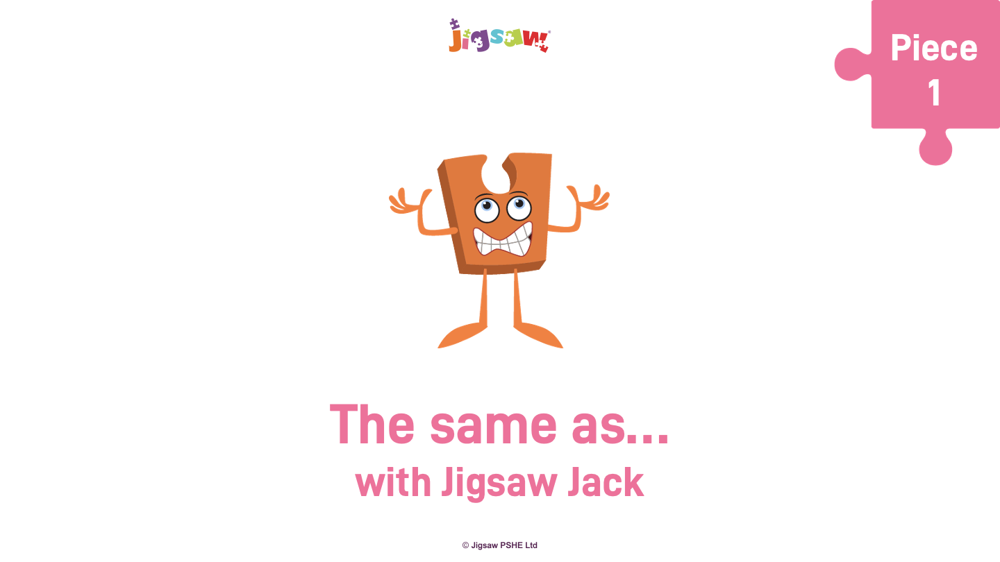 jigsaw®
Piece
1
The same as...
with Jigsaw Jack
© Jigsaw PSHE Ltd